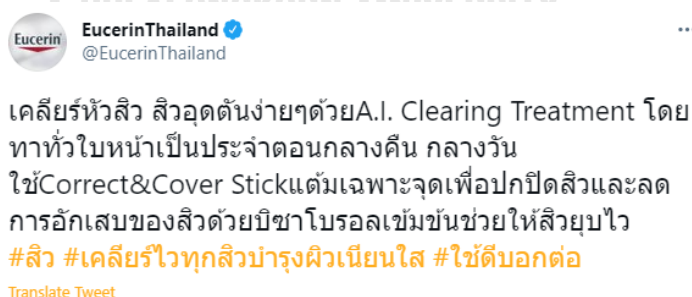 Eucerin
EucerinThailand
@EucerinThailand
เคลียร์หัวสิว สิวอุดตันง่ายๆด้วยA.I. Clearing Treatment โดย
ทาทั่วใบหน้าเป็นประจำตอนกลางคืน กลางวัน
ใช้Correct&Cover Stickแต้มเฉพาะจุดเพื่อปกปิดสิวและลด
การอักเสบของสิวด้วยบิซาโบรอลเข้มข้นช่วยให้สิวยุบไว
#สิว #เคลียร์ไวทุกสิวบำรุงผิวเนียนใส #ใช้ดีบอกต่อ
Translate Tweet